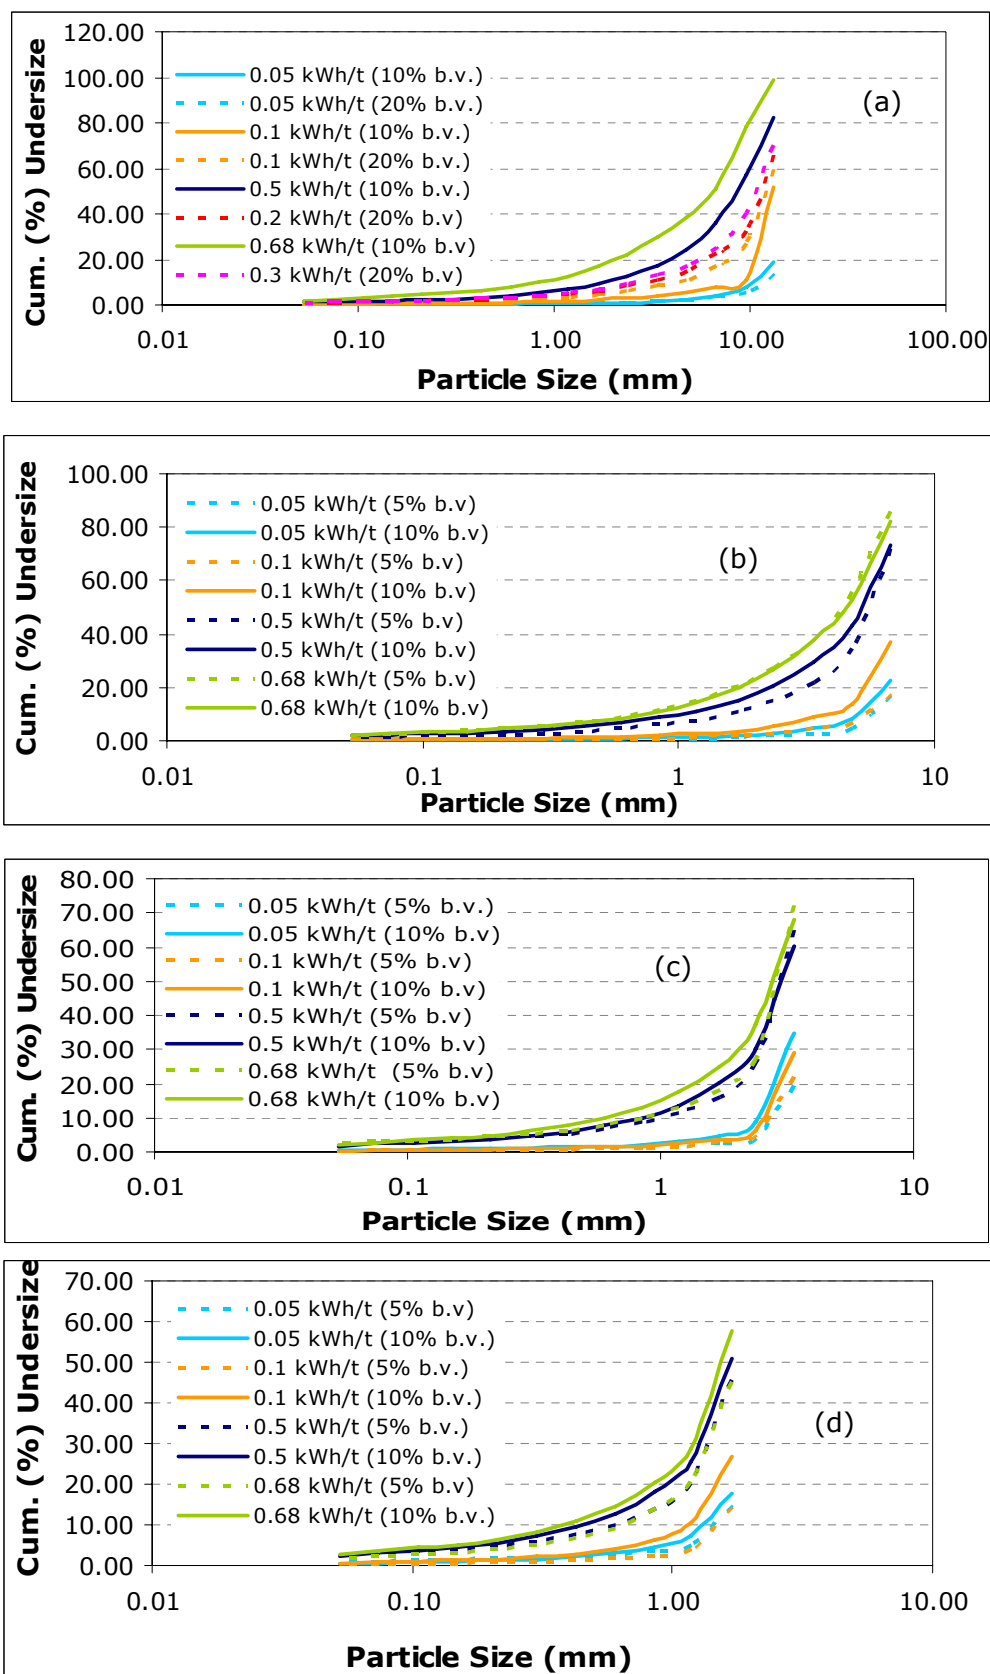 Cum. (%) Undersize
120.00
100.00
80.00
60.00
40.00
20.00
0.00
0.05 kWh/t (10% b.v.)
0.05 kWh/t (20% b.v.)
0.1 kWh/t (10% b.v.)
0.1 kWh/t (20% b.v.)
0.5 kWh/t (10% b.v.)
0.2 kWh/t (20% b.v)
0.68 kWh/t (10% b.v)
0.3 kWh/t (20% b.v)
(a)
0.01 0.10 1.00 10.00 100.00
Particle Size (mm)
Cum. (%) Undersize
100.00
80.00
60.00
40.00
20.00
0.00
0.05 kWh/t (5% b.v)
0.05 kWh/t (10% b.v)
0.1 kWh/t (5% b.v)
0.1 kWh/t (10% b.v)
0.5 kWh/t (5% b.v)
0.5 kWh/t (10% b.v)
0.68 kWh/t (5% b.v)
0.68 kWh/t (10% b.v)
(b)
0.01 0.1 1 10
Particle Size (mm)
Cum. (%) Undersize
80.00
70.00
60.00
50.00
40.00
30.00
20.00
10.00
0.00
0.05 kWh/t (5% b.v.)
0.05 kWh/t (10% b.v)
0.1 kWh/t (5% b.v)
0.1 kWh/t (10% b.v)
0.5 kWh/t (5% b.v)
0.5 kWh/t (10% b.v)
0.68 kWh/t (5% b.v)
0.68 kWh/t (10% b.v)
(c)
0.01 0.1 1 10
Particle Size (mm)
Cum. (%) Undersize
70.00
60.00
50.00
40.00
30.00
20.00
10.00
0.00
0.05 kWh/t (5% b.v)
0.05 kWh/t (10% b.v.)
0.1 kWh/t (5% b.v.)
0.1 kWh/t (10% b.v.)
0.5 kWh/t (5% b.v.)
0.5 kWh/t (10% b.v.)
0.68 kWh/t (5% b.v)
0.68 kWh/t (10% b.v.)
(d)
0.01 0.10 1.00 10.00
Particle Size (mm)